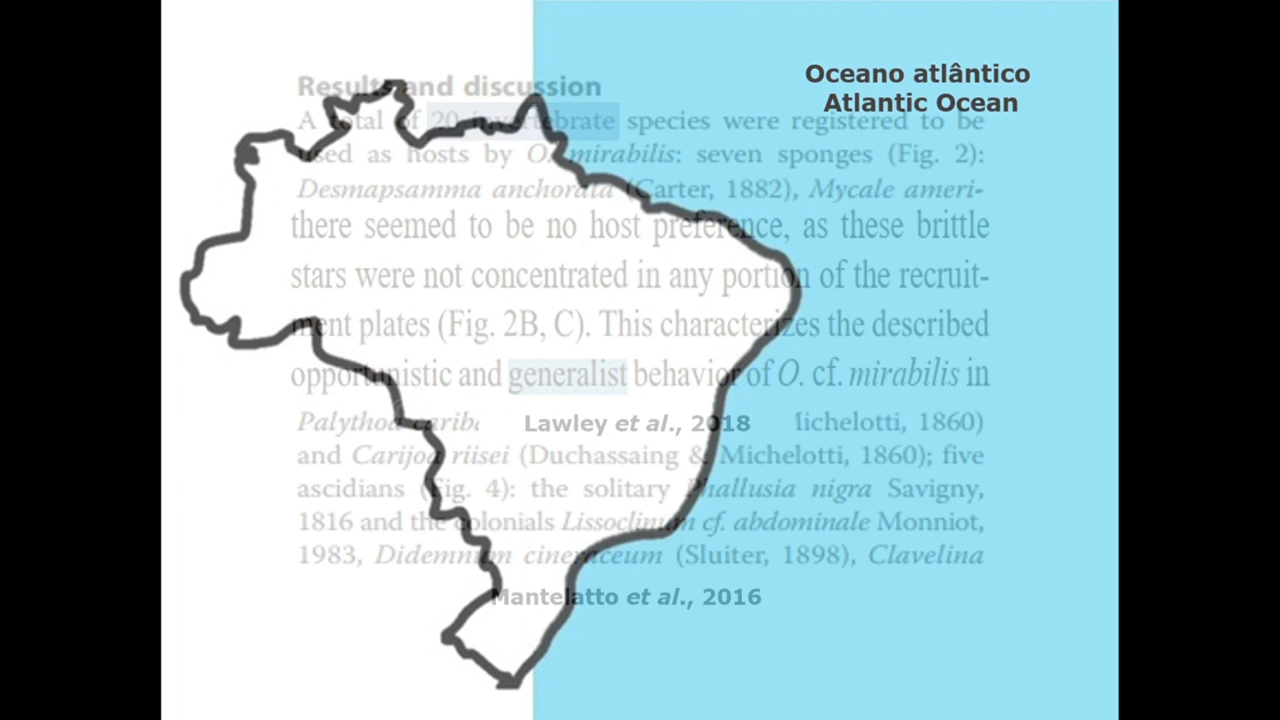 Oceano atlântico
Atlantic Ocean
Results and discussion
A total of 20 invertebrate species were registered to be
used as hosts by O. mirabilis: seven sponges (Fig. 2):
Desmapsamma anchorata (Carter, 1882), Mycale ameri-
there seemed to be no host preference, as these brittle
stars were not concentrated in any portion of the recruit-
ment plates (Fig. 2B, C). This characterizes the described
opportunistic and generalist behavior of O. cf. mirabilis in
Lawley et al., 2018
Palythoa 1860)
and Carijoa riisei (Duchassaing & Michelotti, 1860); five
ascidians (Fig. 4): the solitary Phallusia nigra Savigny,
1816 and the colonials Lissoclinum cf. abdominale Monniot,
1983, Didemnum cineraceum (Sluiter, 1898), Clavelina
Mantelatto et al., 2016